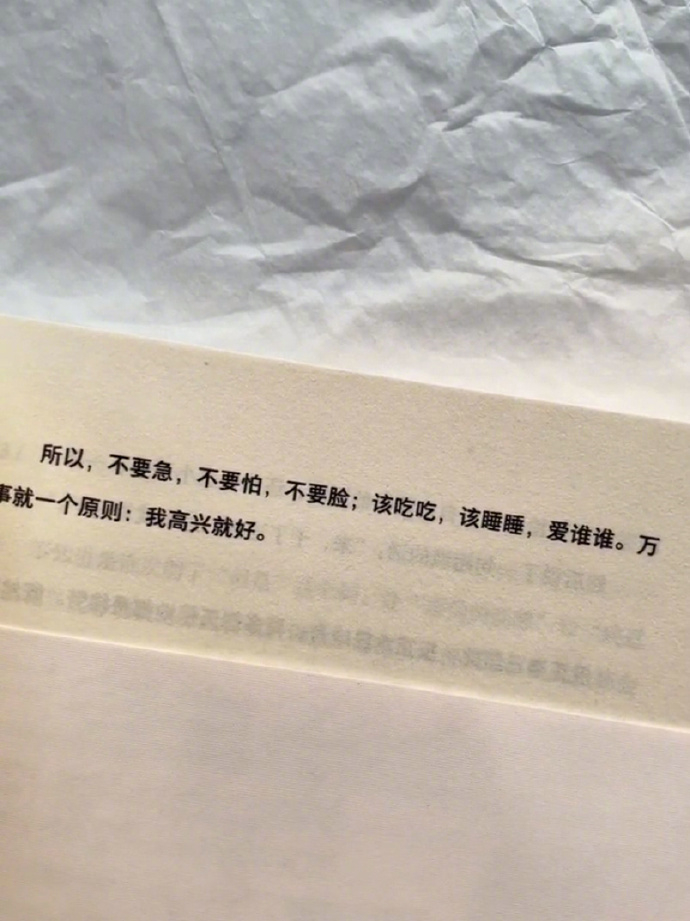 所以，不要急，不要怕，不要脸；该吃吃，该睡睡，爱谁谁。万
事就一个原则：我高兴就好。